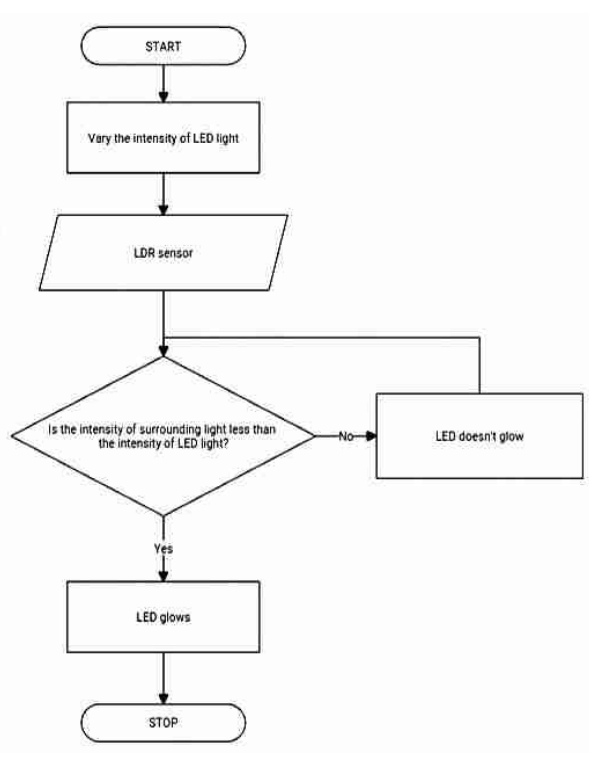 START
Vary the intensity of LED light
LDR sensor
Is the intensity of surrounding light less than
the intensity of LED light?
No
LED doesn't glow
Yes
LED glows
STOP